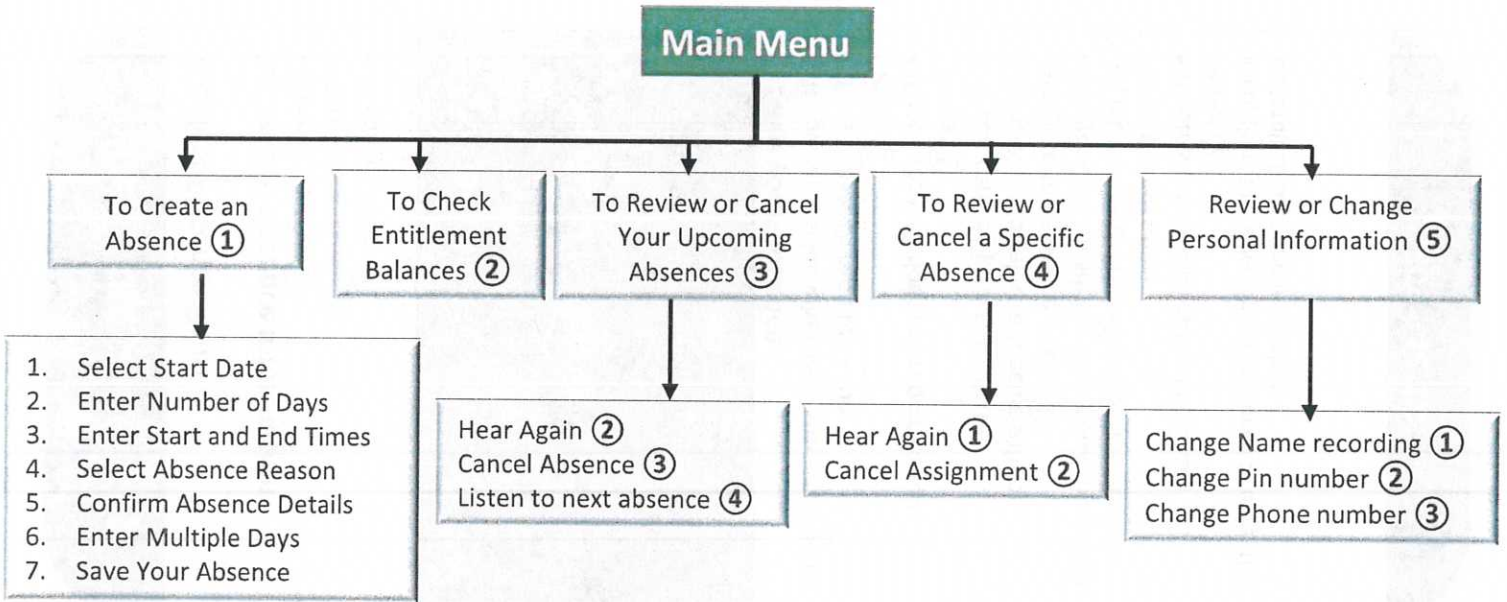 Main Menu
To Create an
Absence ①
To Check
Entitlement
Balances ②
To Review or Cancel
Your Upcoming
Absences ③
To Review or
Cancel a Specific
Absence ④
Review or Change
Personal Information ⑤
1. Select Start Date
2. Enter Number of Days
3. Enter Start and End Times
4. Select Absence Reason
5. Confirm Absence Details
6. Enter Multiple Days
7. Save Your Absence
Hear Again ②
Cancel Absence ③
Listen to next absence ④
Hear Again ①
Cancel Assignment ②
Change Name recording ①
Change Pin number ②
Change Phone number ③